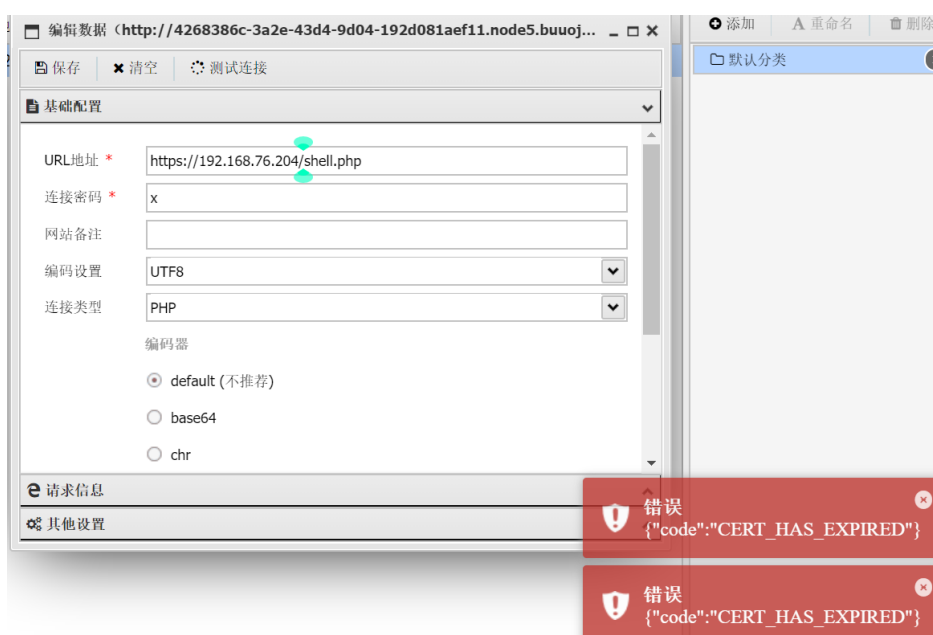 编辑数据（http://4268386c-3a2e-43d4-9d04-192d081aef11.node5.buuoj...
添加 重命名 删除
保存 清空 测试连接
默认分类
基础配置
URL地址 * https://192.168.76.204/shell.php
连接密码 * x
网站备注
编码设置 UTF8
连接类型 PHP
编码器
default (不推荐)
base64
chr
请求信息
其他设置
错误
{"code":"CERT_HAS_EXPIRED"}
错误
{"code":"CERT_HAS_EXPIRED"}